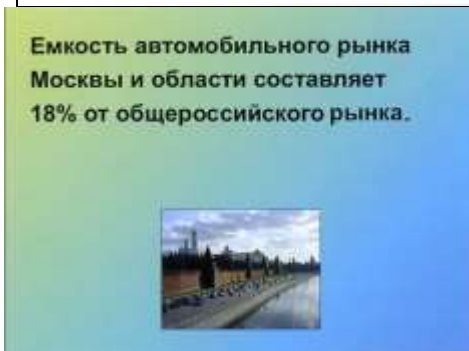 Емкость автомобильного рынка
Москвы и области составляет
18% от общероссийского рынка.